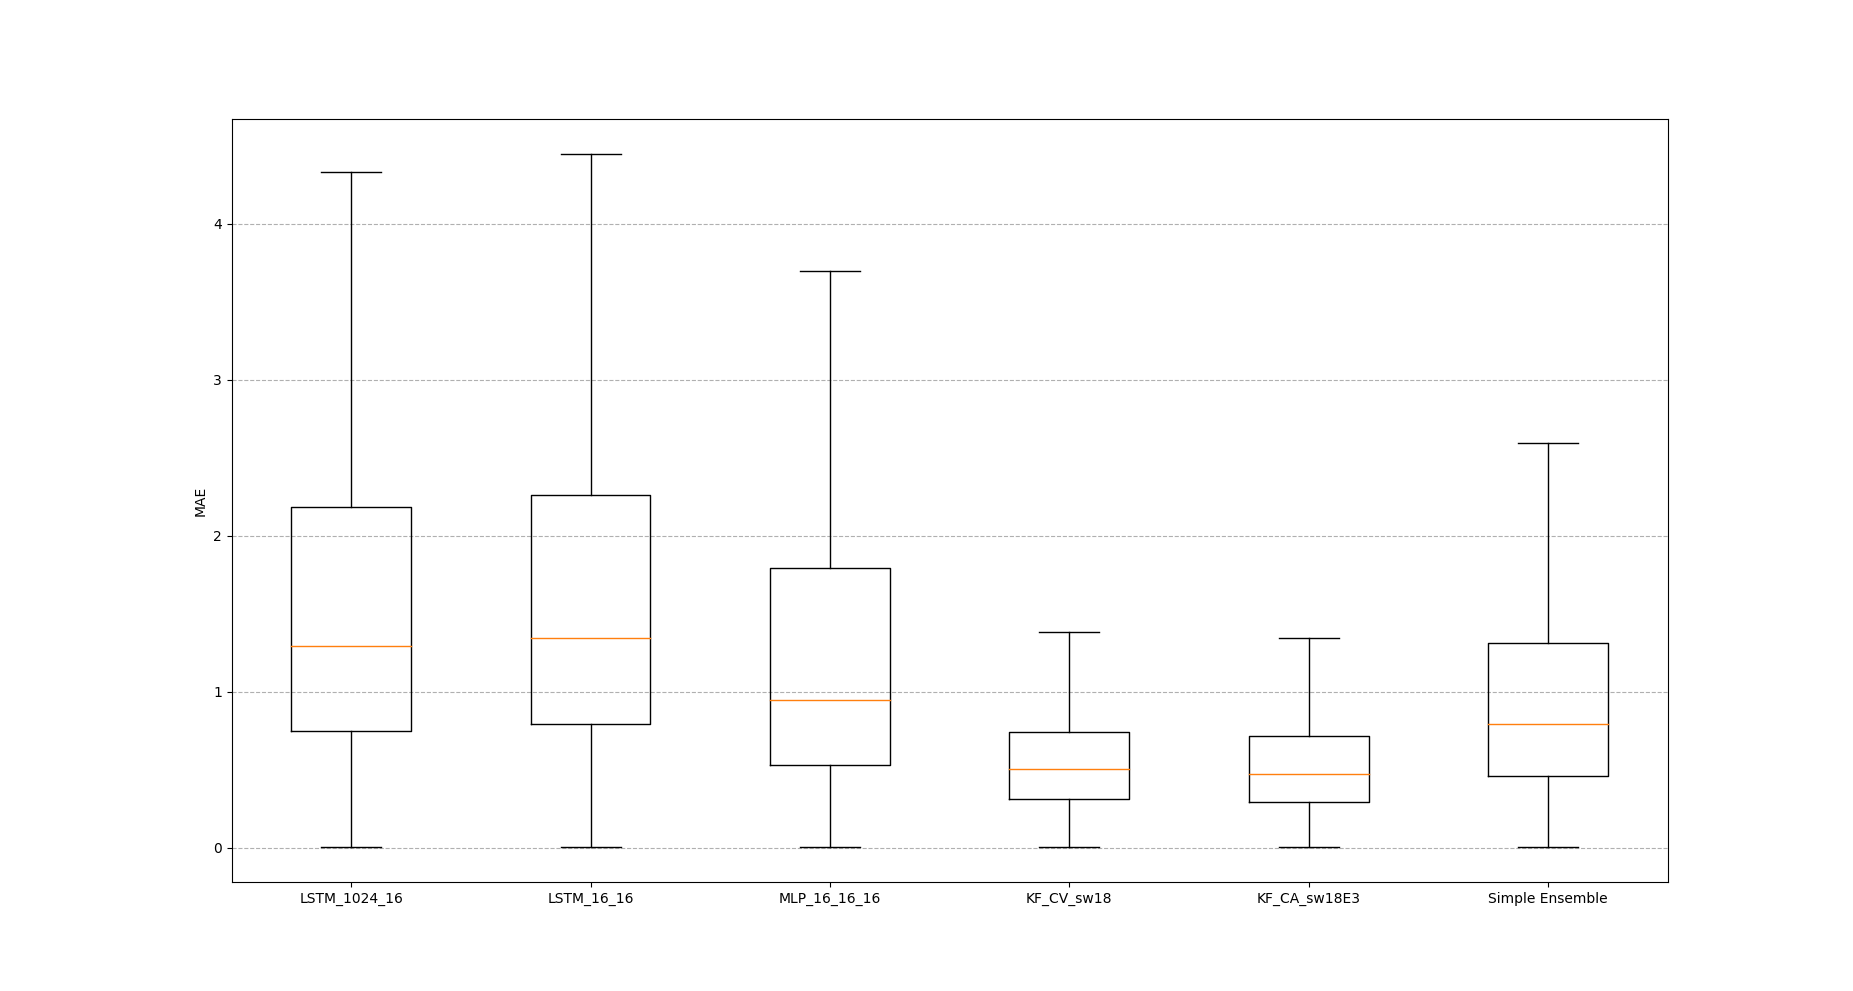 MAE
4
3
2
1
0
LSTM_1024_16
LSTM_16_16
MLP_16_16_16
KF_CV_sw18
KF_CA_sw18E3
Simple Ensemble